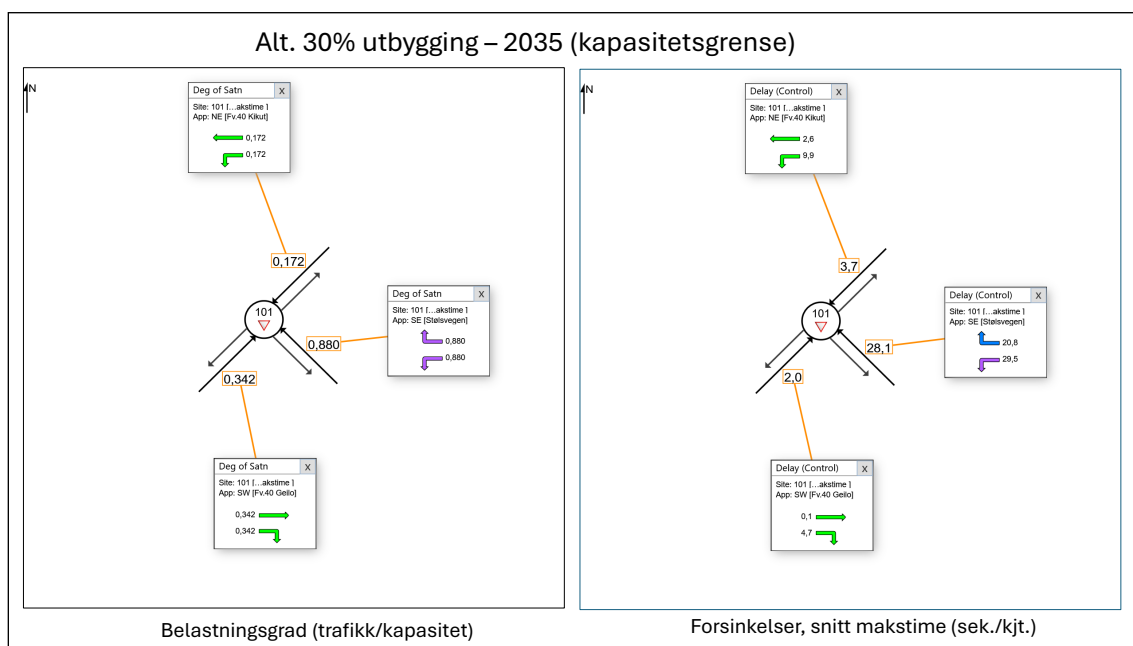 Alt. 30% utbygging – 2035 (kapasitetsgrense)
N
Deg of Satn X
Site: 101 [...akstime ]
App: NE [Fv.40 Kikut]
0,172
0,172
0,172
101
Deg of Satn X
Site: 101 [...akstime ]
App: SE [Stølsvegen]
0,880
0,880
0,880
0,342
Deg of Satn X
Site: 101 [...akstime ]
App: SW [Fv.40 Geilo]
0,342
0,342
Belastningsgrad (trafikk/kapasitet)
N
Delay (Control) X
Site: 101 [...akstime ]
App: NE [Fv.40 Kikut]
2,6
9,9
3,7
101
Delay (Control) X
Site: 101 [...akstime ]
App: SE [Stølsvegen]
20,8
29,5
28,1
2,0
Delay (Control) X
Site: 101 [...akstime ]
App: SW [Fv.40 Geilo]
0,1
4,7
Forsinkelser, snitt makstime (sek./kjt.)